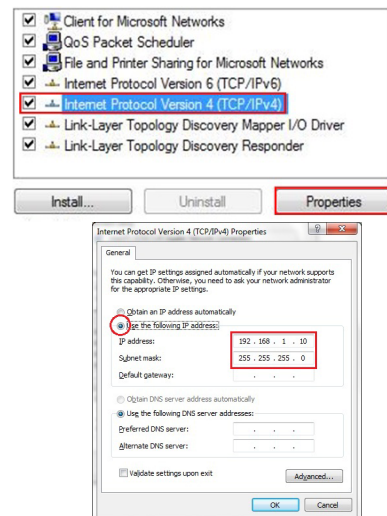 Client for Microsoft Networks
QoS Packet Scheduler
File and Printer Sharing for Microsoft Networks
Internet Protocol Version 6 (TCP/IPv6)
Internet Protocol Version 4 (TCP/IPv4)
Link-Layer Topology Discovery Mapper I/O Driver
Link-Layer Topology Discovery Responder
Install... Uninstall Properties
Internet Protocol Version 4 (TCP/IPv4) Properties
General
You can get IP settings assigned automatically if your network supports
this capability. Otherwise, you need to ask your network administrator
for the appropriate IP settings.
Obtain an IP address automatically
Use the following IP address:
IP address: 192 . 168 . 1 . 10
Subnet mask: 255 . 255 . 255 . 0
Default gateway: . . .
Obtain DNS server address automatically
Use the following DNS server addresses:
Preferred DNS server: . . .
Alternate DNS server: . . .
Validate settings upon exit Advanced...
OK Cancel